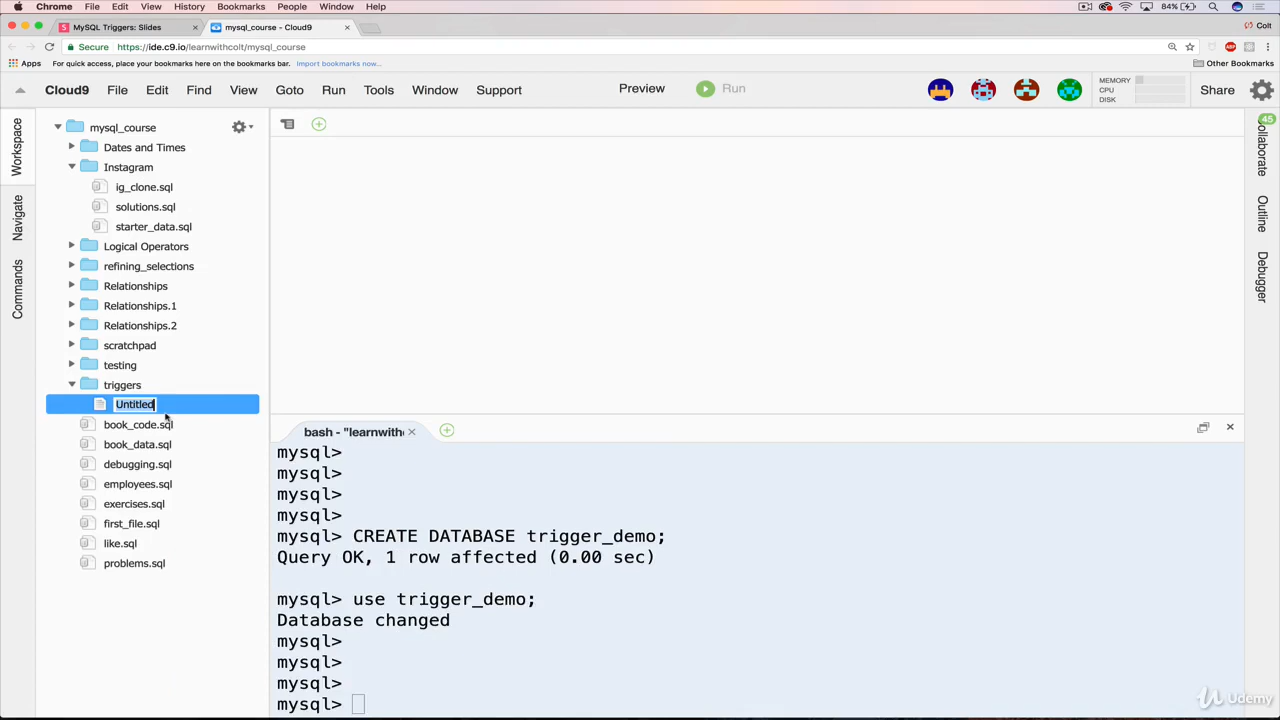 Chrome File Edit View History Bookmarks People Window Help 84%
MySQL Triggers: Slides × mysql_course - Cloud9 × Colt
Secure https://ide.c9.io/learnwithcolt/mysql_course
Apps For quick access, place your bookmarks here on the bookmarks bar. Import bookmarks now... Other Bookmarks
Cloud9 File Edit Find View Goto Run Tools Window Support Preview Run MEMORY CPU DISK Share
45
Workspace
Navigate
Commands
mysql_course
Dates and Times
Instagram
ig_clone.sql
solutions.sql
starter_data.sql
Logical Operators
refining_selections
Relationships
Relationships.1
Relationships.2
scratchpad
testing
triggers
Untitled
book_code.sql
book_data.sql
debugging.sql
employees.sql
exercises.sql
first_file.sql
like.sql
problems.sql
bash - "learnwith
mysql>
mysql>
mysql>
mysql>
mysql> CREATE DATABASE trigger_demo;
Query OK, 1 row affected (0.00 sec)
mysql> use trigger_demo;
Database changed
mysql>
mysql>
mysql>
mysql>
Collaborate
Outline
Debugger
Udemy